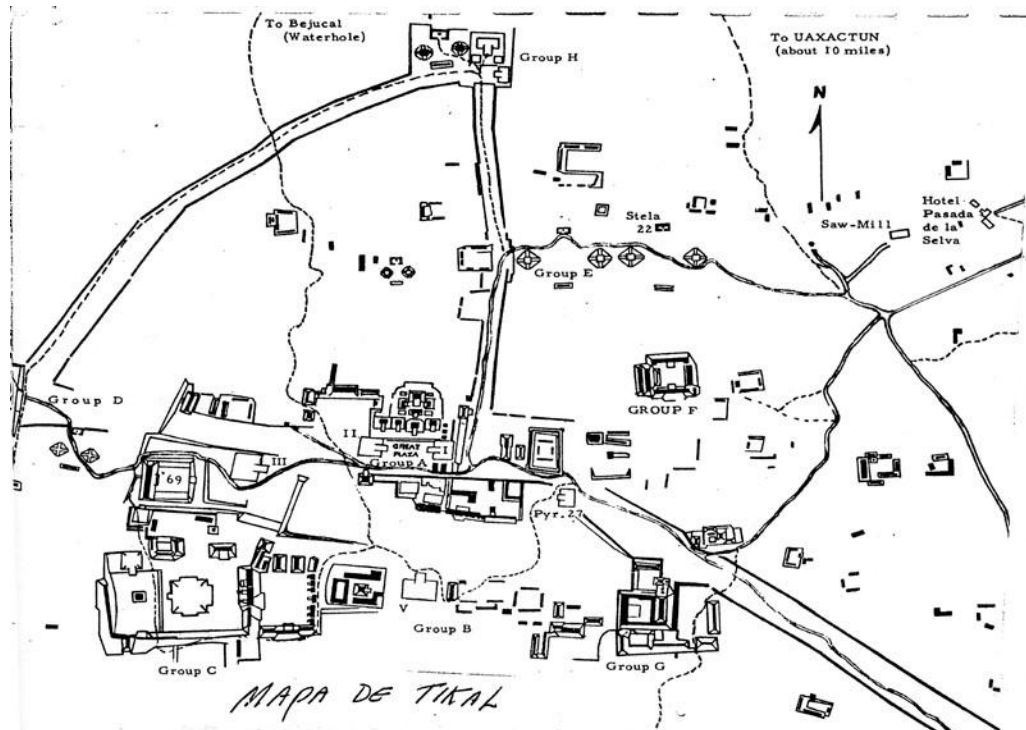 To Bejucal
(Waterhole)
Group H
To UAXACTUN
(about 10 miles)
N
Stela
22
Saw-Mill
Hotel
Pasada
de la
Selva
Group E
Group D
GROUP F
II
GREAT
PLAZA
I
Group A
III
69
Pyr. 27
V
Group B
Group C
Group G
MAPA DE TIKAL